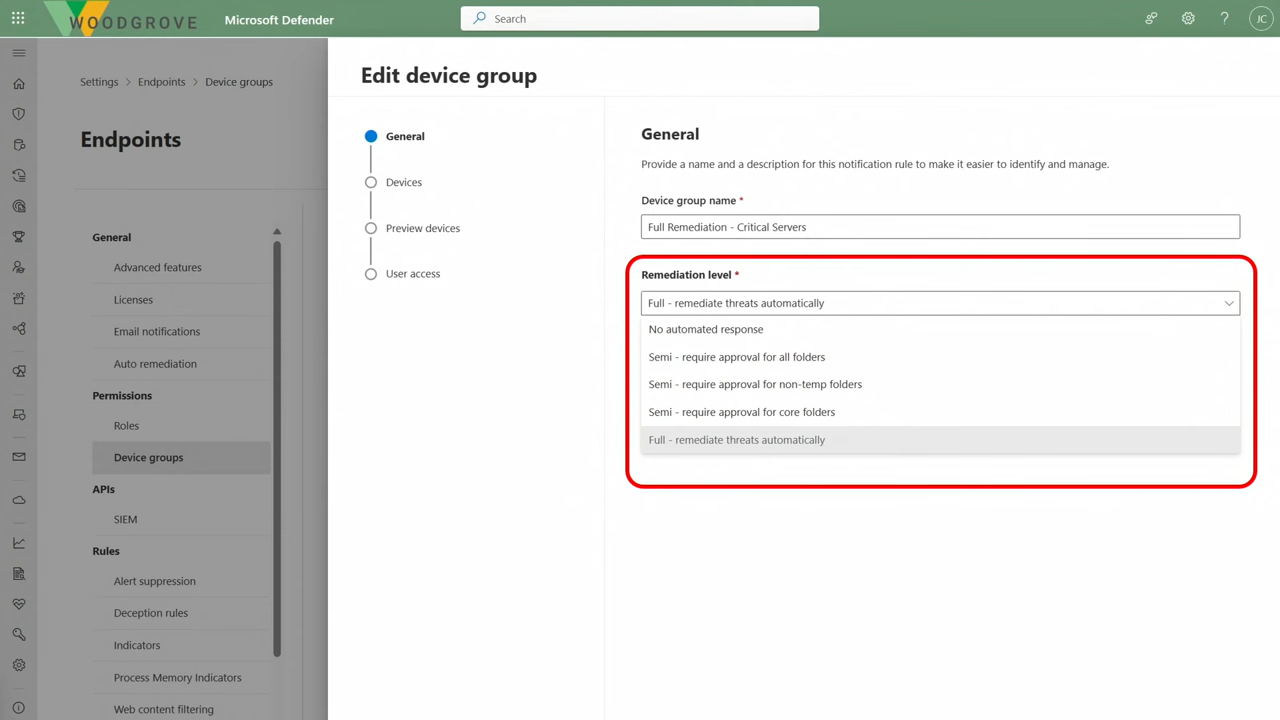 WOODGROVE
Microsoft Defender
Search
JC
Settings > Endpoints > Device groups
Endpoints
General
Advanced features
Licenses
Email notifications
Auto remediation
Permissions
Roles
Device groups
APIs
SIEM
Rules
Alert suppression
Deception rules
Indicators
Process Memory Indicators
Web content filtering
Edit device group
General
Devices
Preview devices
User access
General
Provide a name and a description for this notification rule to make it easier to identify and manage.
Device group name *
Full Remediation - Critical Servers
Remediation level *
Full - remediate threats automatically
No automated response
Semi - require approval for all folders
Semi - require approval for non-temp folders
Semi - require approval for core folders
Full - remediate threats automatically